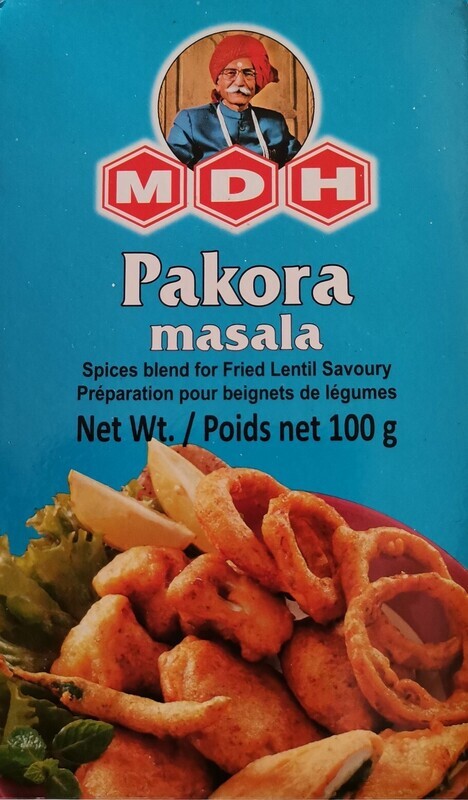 MDH
Pakora
masala
Spices blend for Fried Lentil Savoury
Préparation pour beignets de légumes
Net Wt. / Poids net 100 g